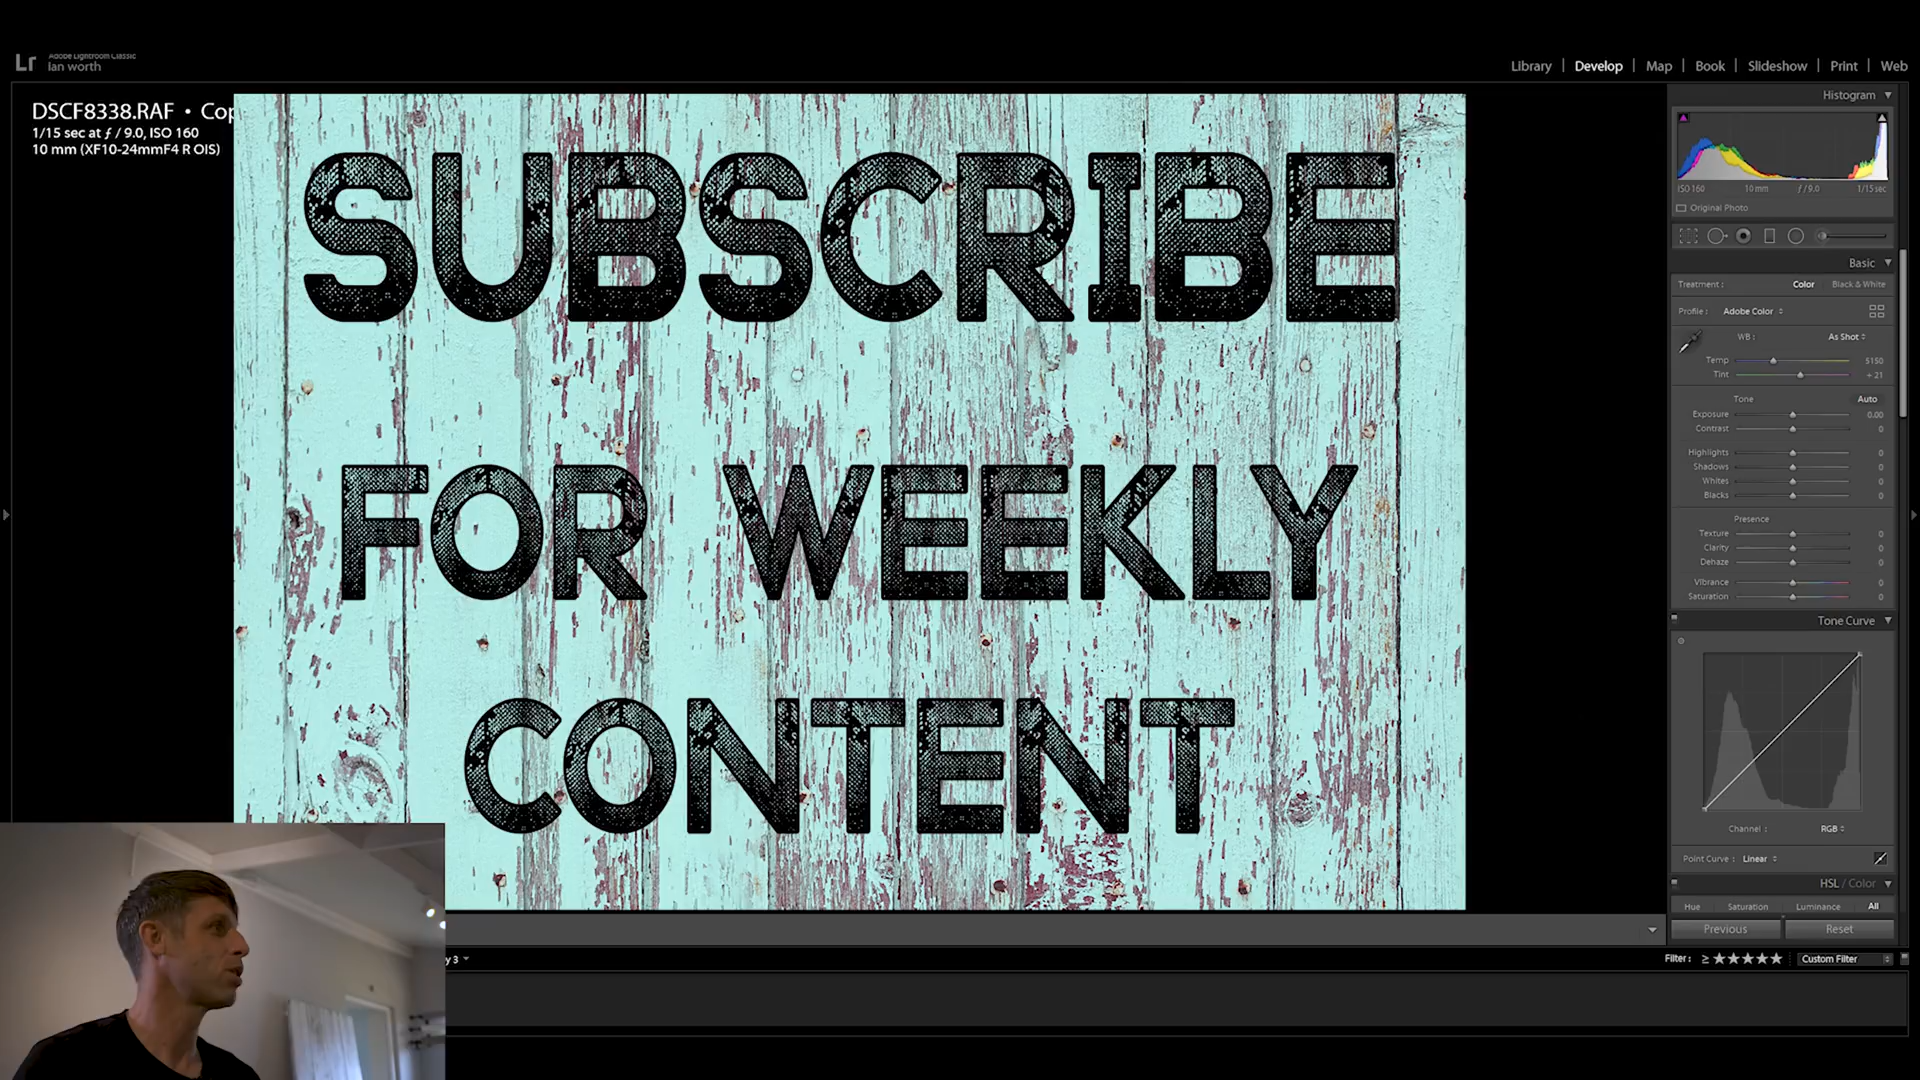 Lr Adobe Lightroom Classic
Ian worth
Library | Develop | Map | Book | Slideshow | Print | Web
DSCF8338.RAF • Cop
1/15 sec at ƒ / 9.0, ISO 160
10 mm (XF10-24mmF4 R OIS)
SUBSCRIBE
FOR WEEKLY
CONTENT
Histogram
ISO 160 10 mm ƒ / 9.0 1/15 sec
Original Photo
Basic
Treatment : Color Black & White
Profile : Adobe Color
WB : As Shot
Temp 5150
Tint + 21
Tone Auto
Exposure 0.00
Contrast 0
Highlights 0
Shadows 0
Whites 0
Blacks 0
Presence
Texture 0
Clarity 0
Dehaze 0
Vibrance 0
Saturation 0
Tone Curve
Channel : RGB
Point Curve : Linear
HSL / Color
Hue Saturation Luminance All
Previous Reset
y 3
Filter : ≥ ★★★★★ Custom Filter